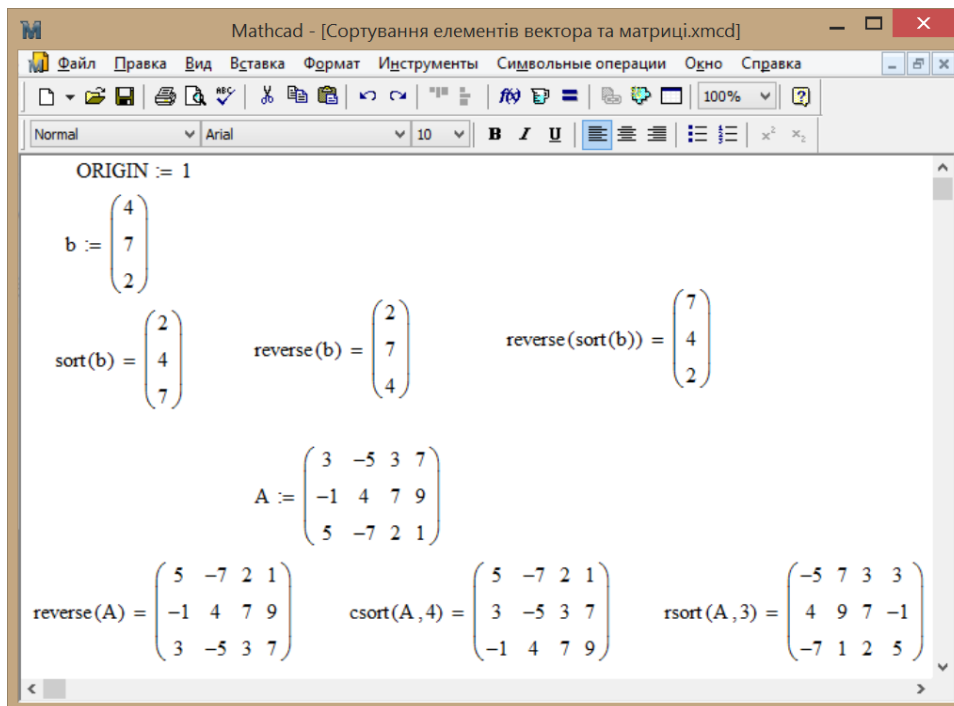 Mathcad - [Сортування елементів вектора та матриці.xmcd]
Файл Правка Вид Вставка Формат Инструменты Символьные операции Окно Справка
ABC f(x) = 100% ?
Normal Arial 10 B I U x² x₂
ORIGIN := 1
b :=
4
7
2
sort(b) =
2
4
7
reverse(b) =
2
7
4
reverse(sort(b)) =
7
4
2
A :=
3 −5 3 7
−1 4 7 9
5 −7 2 1
reverse(A) =
5 −7 2 1
−1 4 7 9
3 −5 3 7
csort(A,4) =
5 −7 2 1
3 −5 3 7
−1 4 7 9
rsort(A,3) =
−5 7 3 3
4 9 7 −1
−7 1 2 5